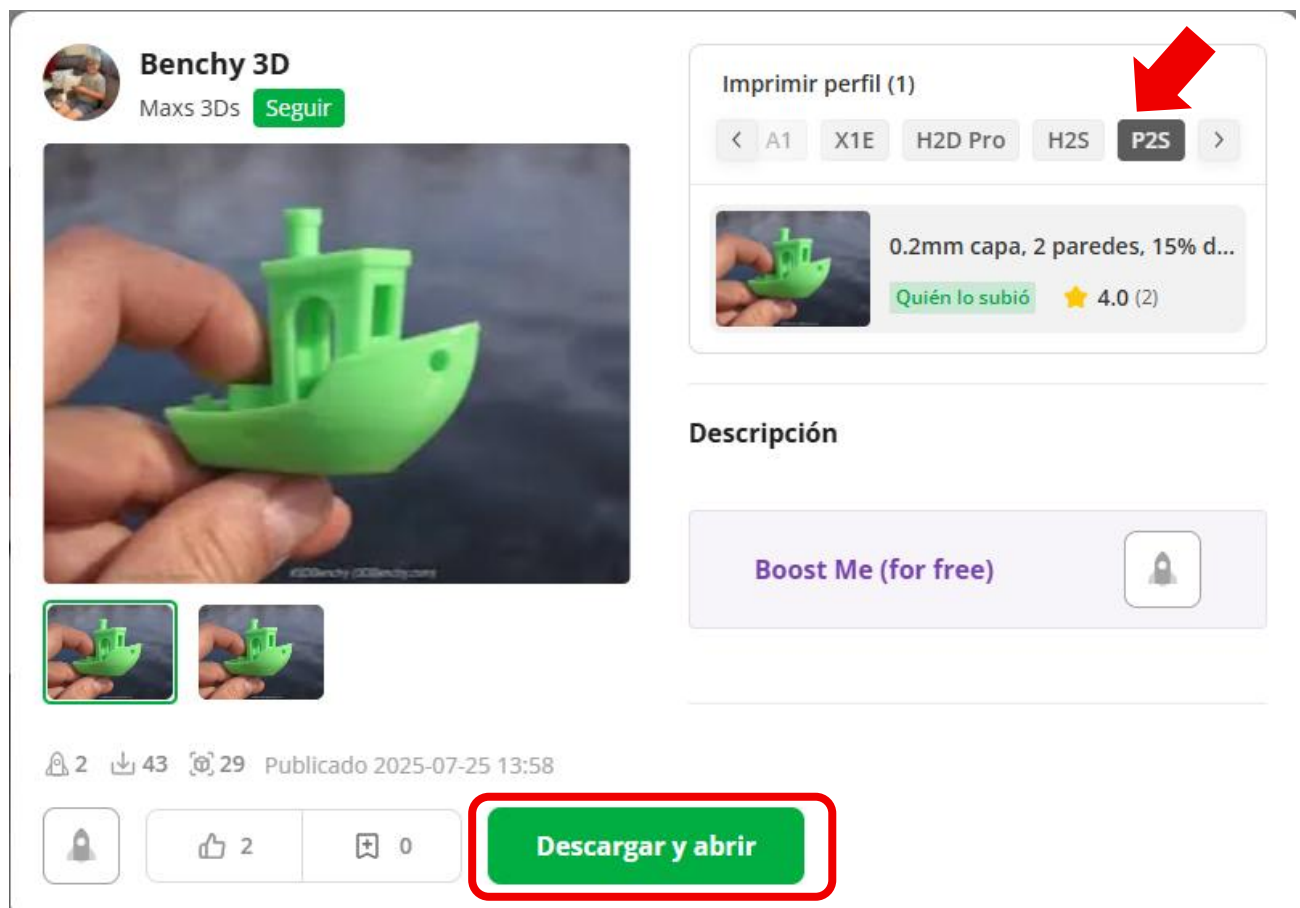 Benchy 3D
Maxs 3Ds Seguir
Imprimir perfil (1)
A1 X1E H2D Pro H2S P2S
0.2mm capa, 2 paredes, 15% d...
Quién lo subió 4.0 (2)
Descripción
Boost Me (for free)
2 43 29 Publicado 2025-07-25 13:58
2 0 Descargar y abrir